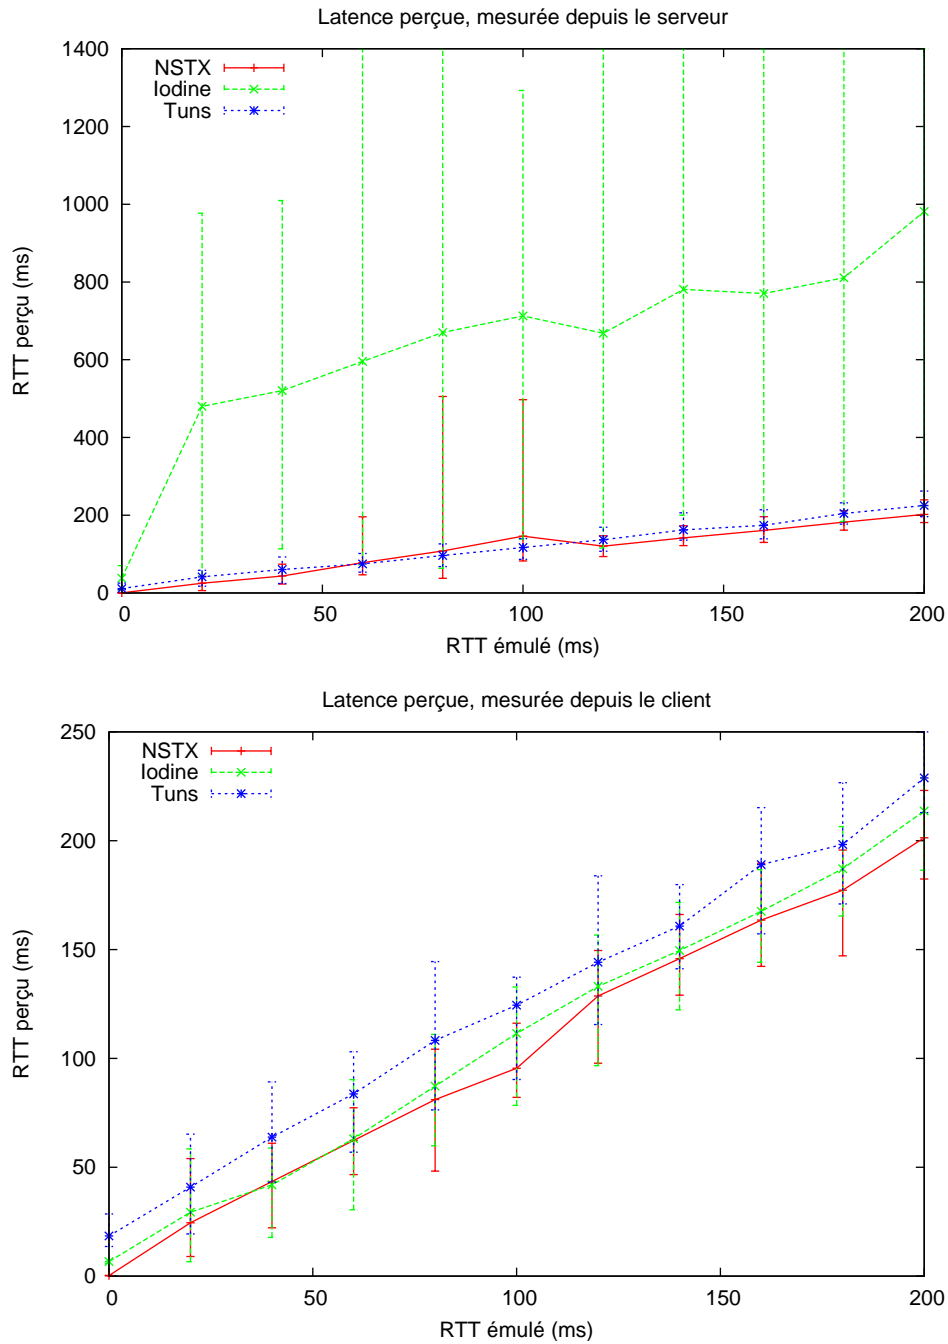 Latence perçue, mesurée depuis le serveur
1400
1200
1000
800
600
400
200
0
RTT perçu (ms)
NSTX
Iodine
Tuns
0 50 100 150 200
RTT émulé (ms)
Latence perçue, mesurée depuis le client
250
200
150
100
50
0
RTT perçu (ms)
NSTX
Iodine
Tuns
0 50 100 150 200
RTT émulé (ms)